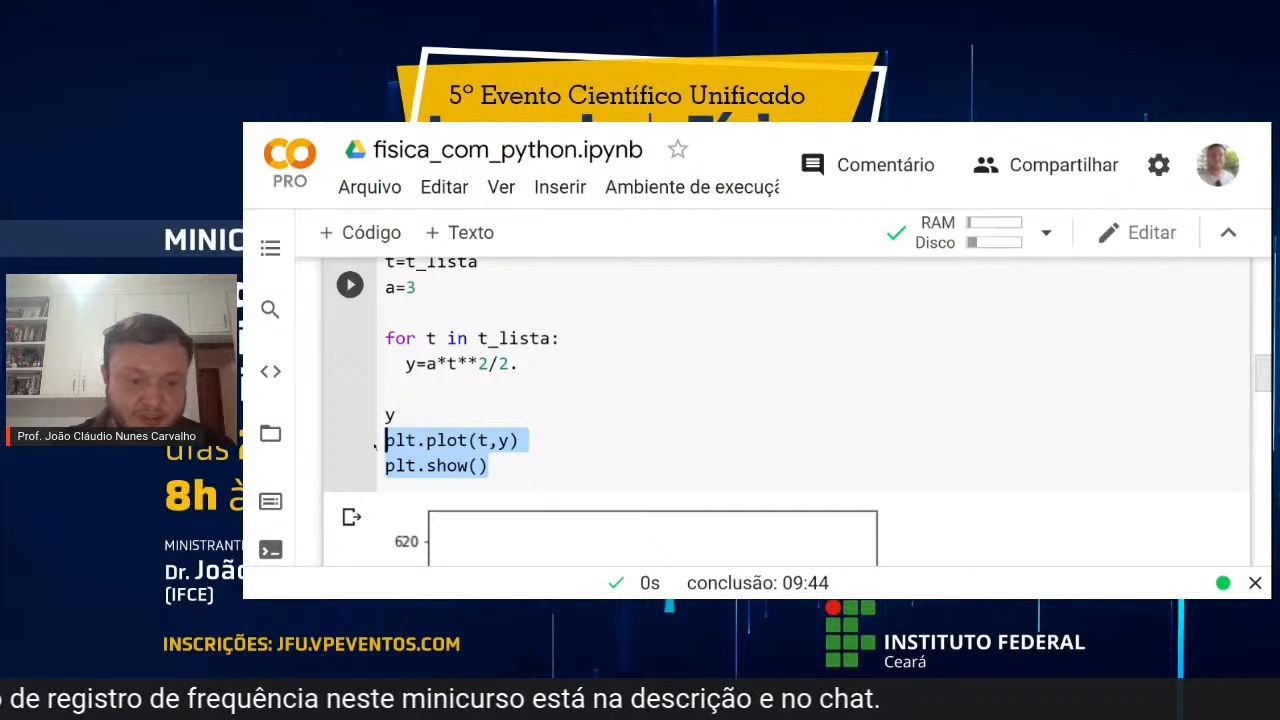 5º Evento Científico Unificado
CO
PRO
fisica_com_python.ipynb
Comentário
Compartilhar
Arquivo Editar Ver Inserir Ambiente de execuçã
+ Código + Texto
RAM
Disco
Editar
t=t_lista
a=3
for t in t_lista:
y=a*t**2/2.
y
plt.plot(t,y)
plt.show()
620
0s conclusão: 09:44
MINIC
Prof. João Cláudio Nunes Carvalho
dias
8h à
MINISTRANT
Dr. Joã
(IFCE)
INSCRIÇÕES: JFU.VPEVENTOS.COM
INSTITUTO FEDERAL
Ceará
o de registro de frequência neste minicurso está na descrição e no chat.